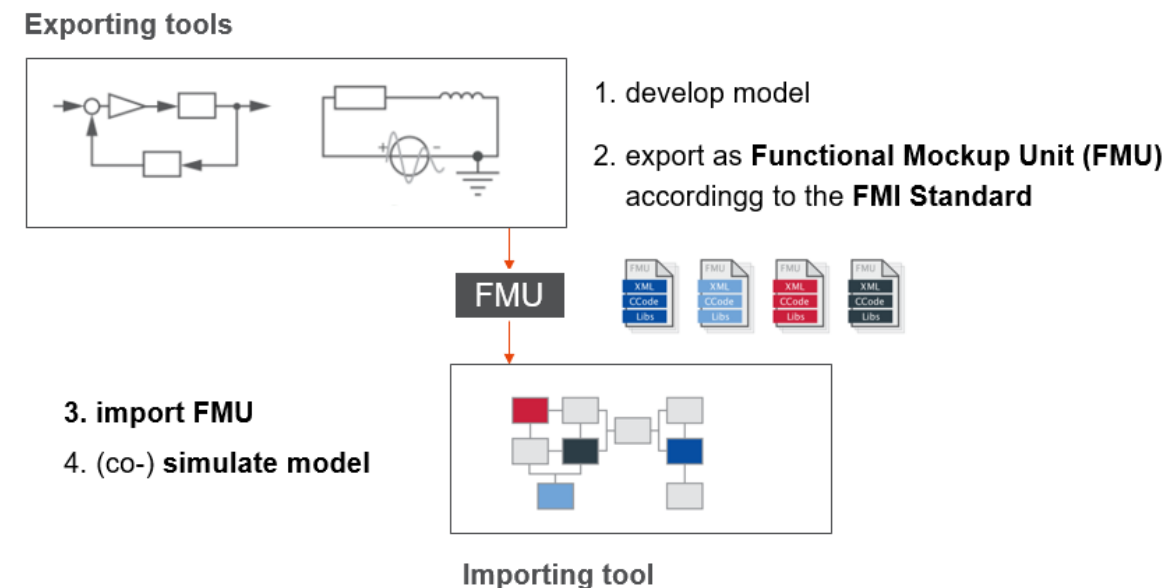 Exporting tools
1. develop model
2. export as Functional Mockup Unit (FMU)
accordingg to the FMI Standard
+ -
FMU
FMU FMU FMU FMU
XML XML XML XML
CCode CCode CCode CCode
Libs Libs Libs Libs
3. import FMU
4. (co-) simulate model
Importing tool